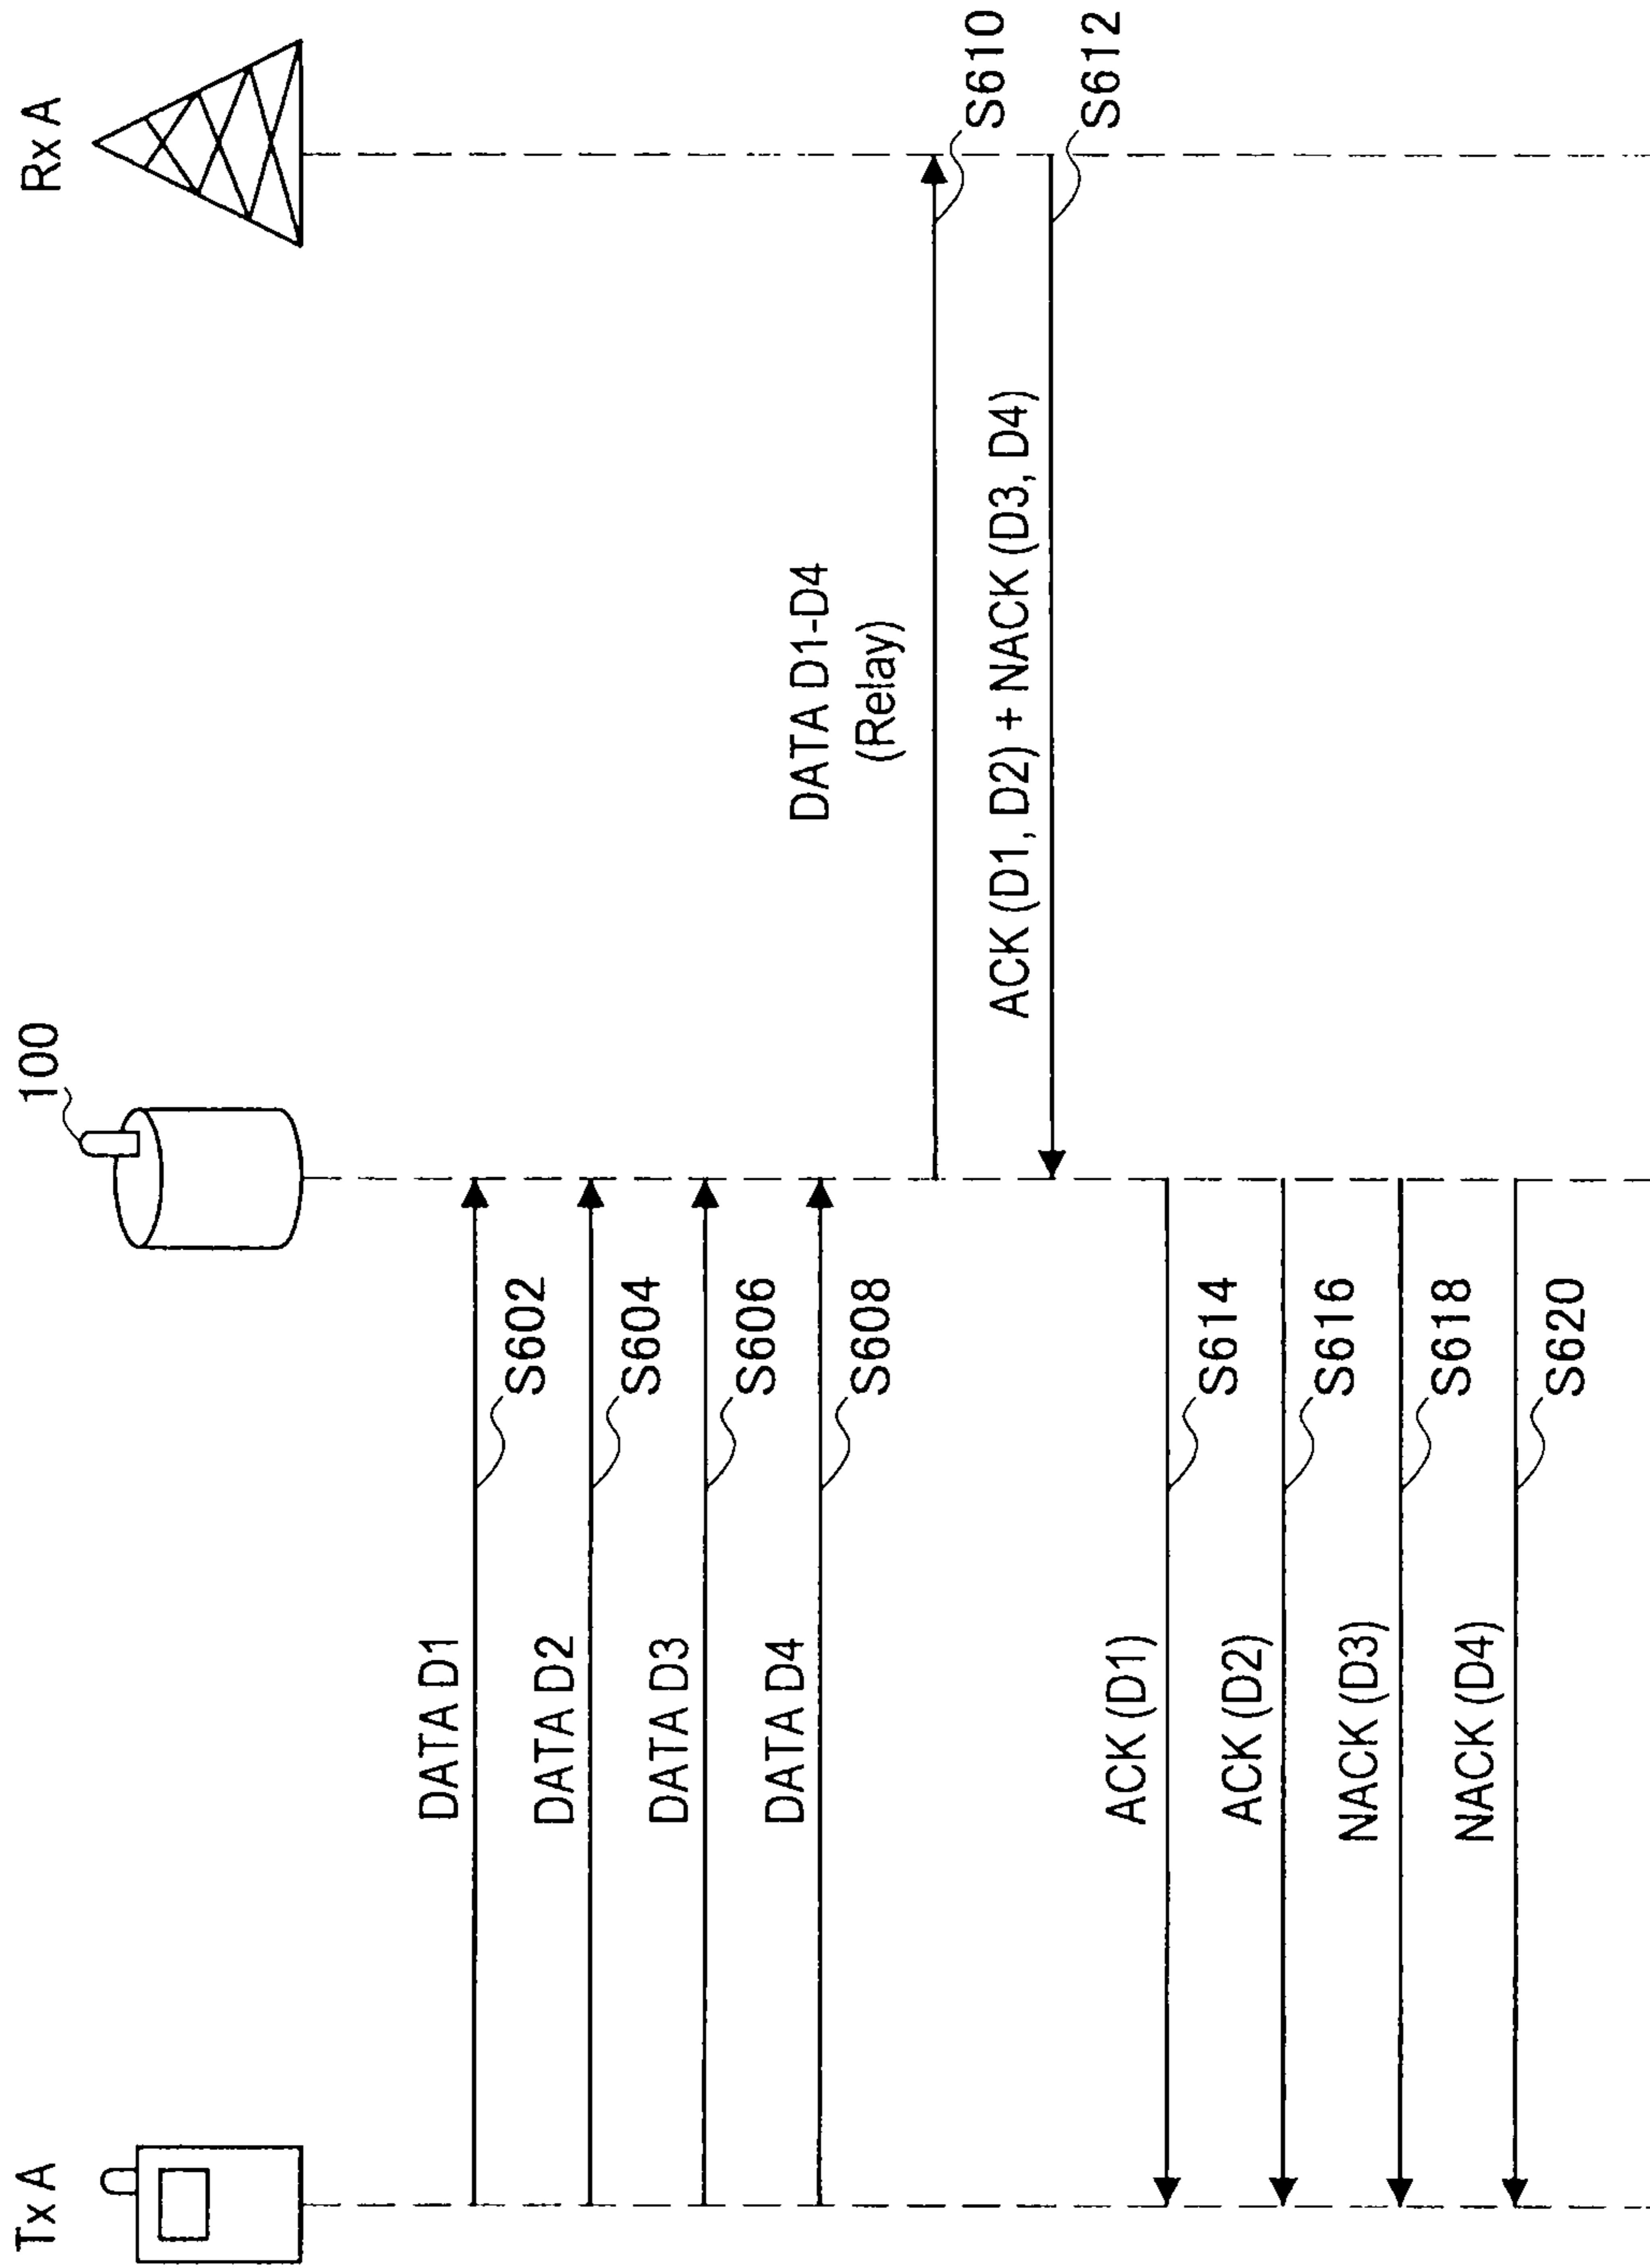 Tx A
100
Rx A
DATA D1
S602
DATA D2
S604
DATA D3
S606
DATA D4
S608
DATA D1-D4
(Relay)
S610
ACK (D1, D2) + NACK (D3, D4)
S612
ACK (D1)
S614
ACK (D2)
S616
NACK (D3)
S618
NACK (D4)
S620